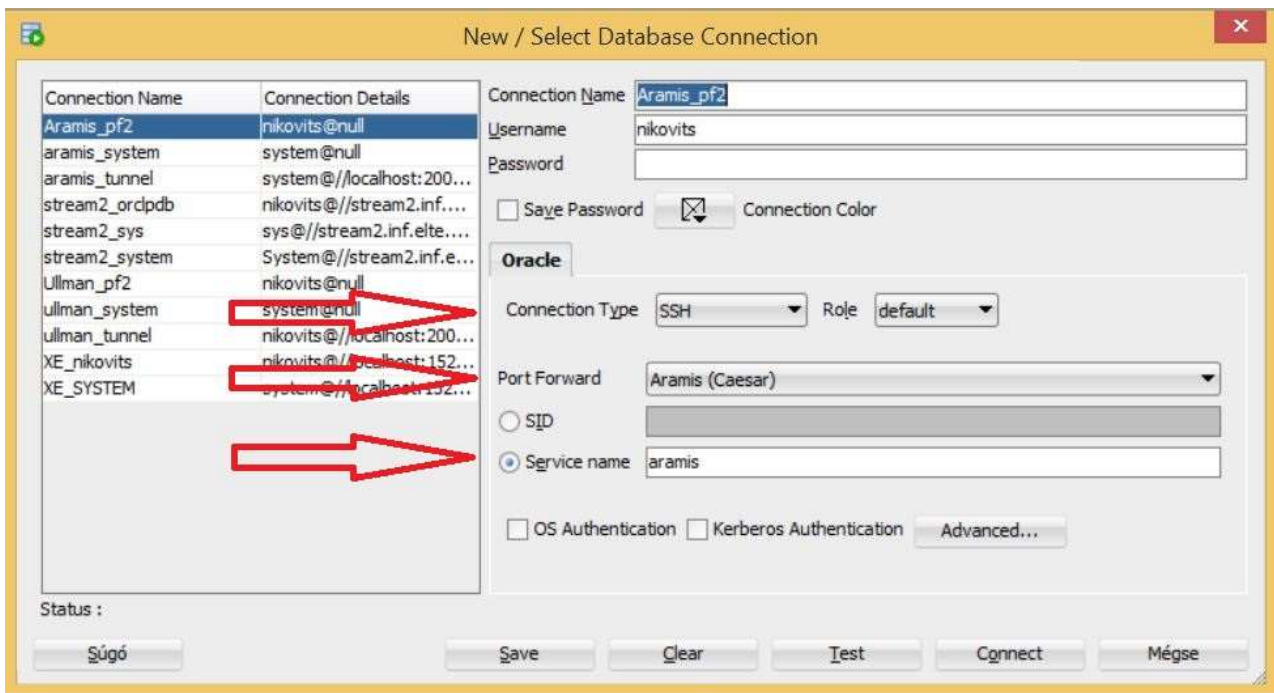 New / Select Database Connection
Connection Name Connection Details
Aramis_pf2 nikovits@null
aramis_system system@null
aramis_tunnel system@//localhost:200...
stream2_orclpdb nikovits@//stream2.inf....
stream2_sys sys@//stream2.inf.elte....
stream2_system System@//stream2.inf.e...
Ullman_pf2 nikovits@null
ullman_system system@null
ullman_tunnel nikovits@//localhost:200...
XE_nikovits nikovits@//localhost:152...
XE_SYSTEM system@//localhost:152...
Connection Name Aramis_pf2
Username nikovits
Password
Save Password Connection Color
Oracle
Connection Type SSH Role default
Port Forward Aramis (Caesar)
SID
Service name aramis
OS Authentication Kerberos Authentication Advanced...
Status :
Súgó Save Clear Test Connect Mégse